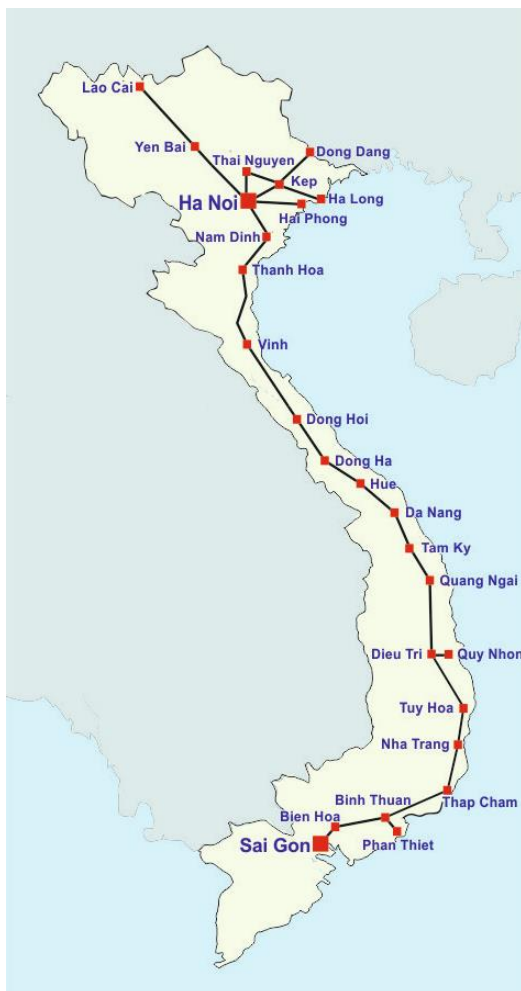 Lao Cai
Yen Bai
Thai Nguyen
Dong Dang
Kep
Ha Noi
Ha Long
Hai Phong
Nam Dinh
Thanh Hoa
Vinh
Dong Hoi
Dong Ha
Hue
Da Nang
Tam Ky
Quang Ngai
Dieu Tri
Quy Nhon
Tuy Hoa
Nha Trang
Thap Cham
Binh Thuan
Bien Hoa
Sai Gon
Phan Thiet